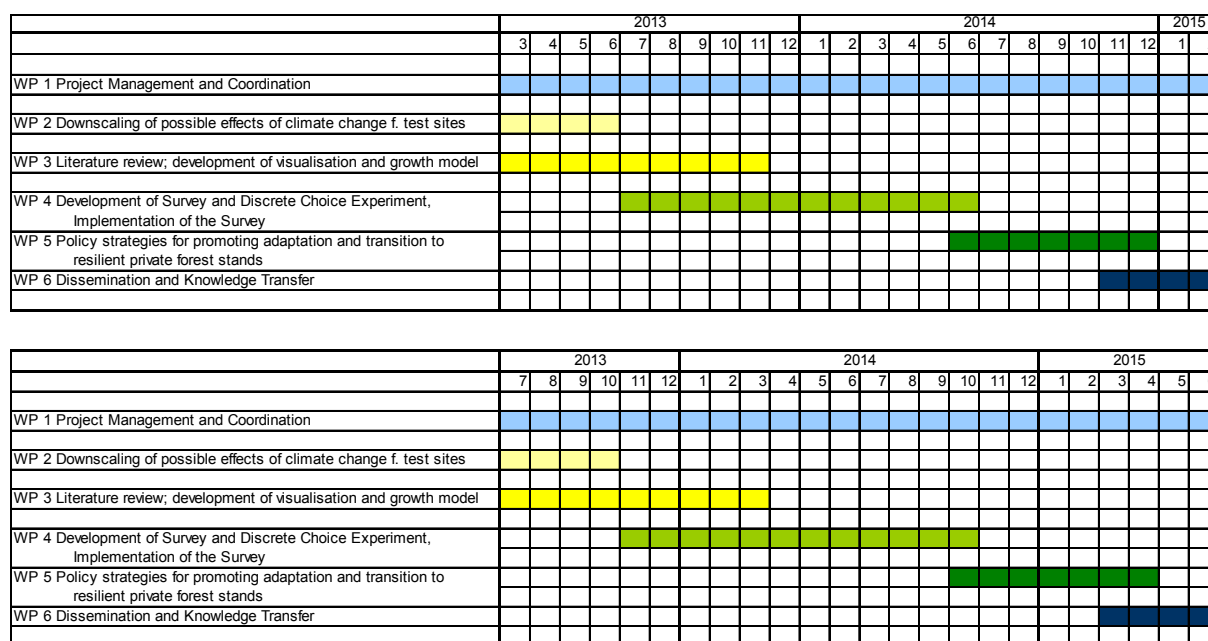 2013 2014 2015
3 4 5 6 7 8 9 10 11 12 1 2 3 4 5 6 7 8 9 10 11 12 1
WP 1 Project Management and Coordination
WP 2 Downscaling of possible effects of climate change f. test sites
WP 3 Literature review; development of visualisation and growth model
WP 4 Development of Survey and Discrete Choice Experiment,
Implementation of the Survey
WP 5 Policy strategies for promoting adaptation and transition to
resilient private forest stands
WP 6 Dissemination and Knowledge Transfer
2013 2014 2015
7 8 9 10 11 12 1 2 3 4 5 6 7 8 9 10 11 12 1 2 3 4 5
WP 1 Project Management and Coordination
WP 2 Downscaling of possible effects of climate change f. test sites
WP 3 Literature review; development of visualisation and growth model
WP 4 Development of Survey and Discrete Choice Experiment,
Implementation of the Survey
WP 5 Policy strategies for promoting adaptation and transition to
resilient private forest stands
WP 6 Dissemination and Knowledge Transfer